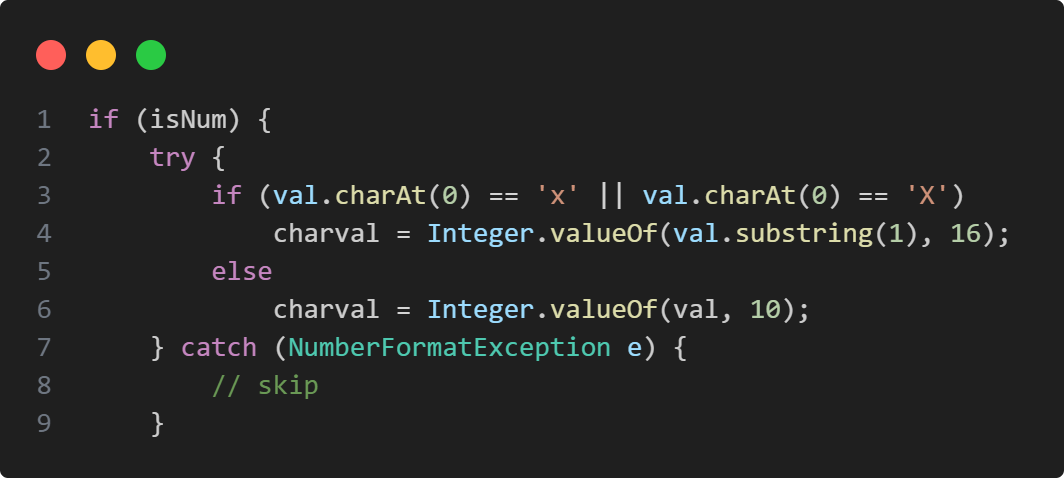 1 if (isNum) {
2     try {
3         if (val.charAt(0) == 'x' || val.charAt(0) == 'X')
4             charval = Integer.valueOf(val.substring(1), 16);
5         else
6             charval = Integer.valueOf(val, 10);
7     } catch (NumberFormatException e) {
8         // skip
9     }